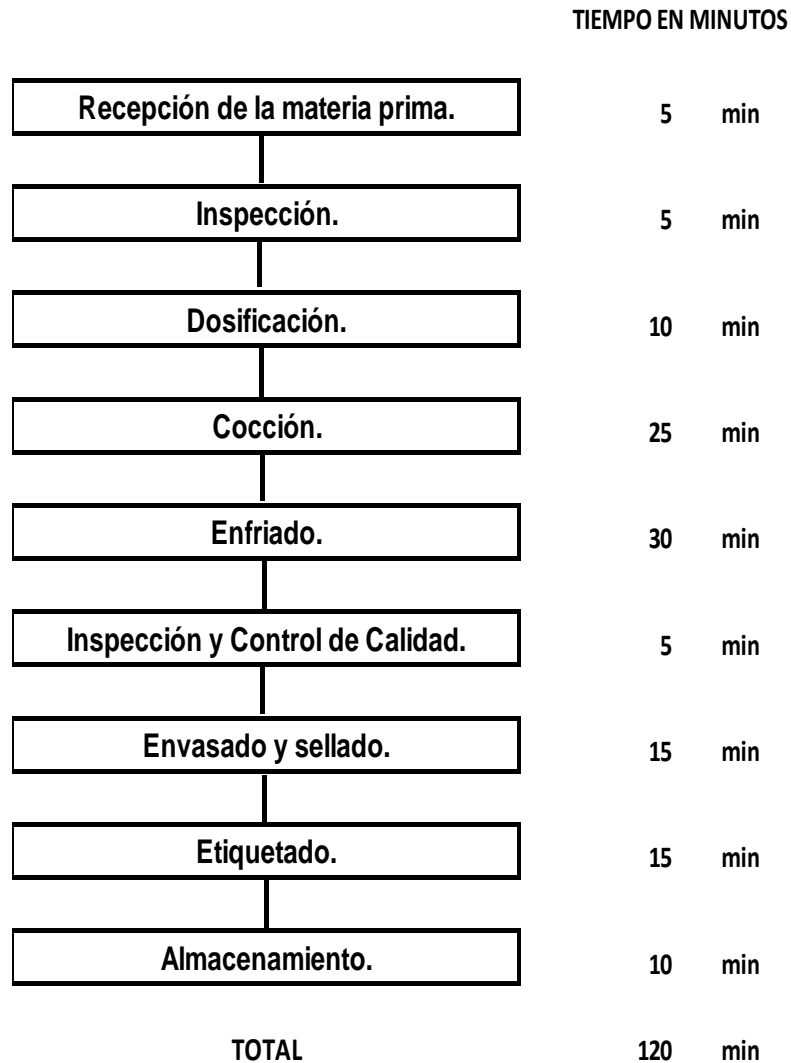 TIEMPO EN MINUTOS
Recepción de la materia prima. 5 min
Inspección. 5 min
Dosificación. 10 min
Cocción. 25 min
Enfriado. 30 min
Inspección y Control de Calidad. 5 min
Envasado y sellado. 15 min
Etiquetado. 15 min
Almacenamiento. 10 min
TOTAL 120 min